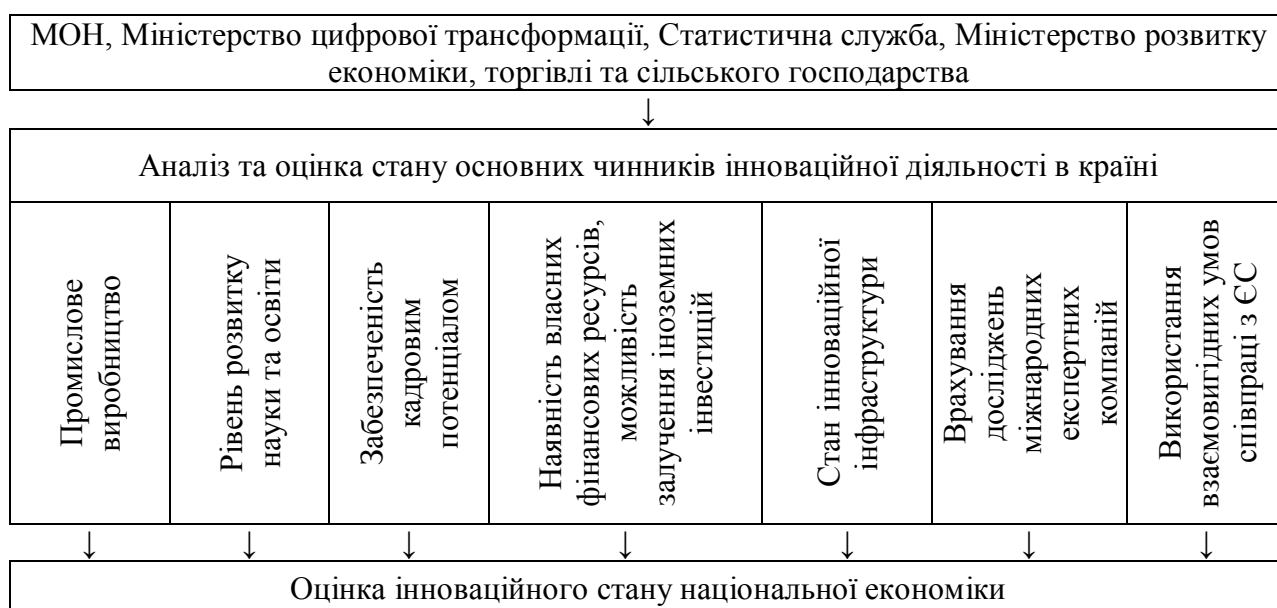 МОН, Міністерство цифрової трансформації, Статистична служба, Міністерство розвитку
економіки, торгівлі та сільського господарства
↓
Аналіз та оцінка стану основних чинників інноваційної діяльності в країні
Промислове
виробництво
Рівень розвитку
науки та освіти
Забезпеченість
кадровим
потенціалом
Наявність власних
фінансових ресурсів,
можливість
залучення іноземних
інвестицій
Стан інноваційної
інфраструктури
Врахування
досліджень
міжнародних
експертних
компаній
Використання
взаємовигідних умов
співпраці з ЄС
↓ ↓ ↓ ↓ ↓ ↓ ↓
Оцінка інноваційного стану національної економіки